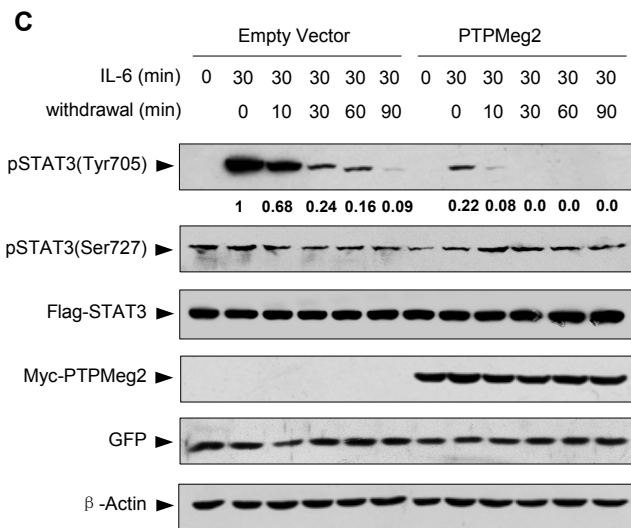 C
Empty Vector PTPMeg2
IL-6 (min) 0 30 30 30 30 30 0 30 30 30 30 30
withdrawal (min) 0 10 30 60 90 0 10 30 60 90
pSTAT3(Tyr705) ►
1 0.68 0.24 0.16 0.09 0.22 0.08 0.0 0.0 0.0
pSTAT3(Ser727) ►
Flag-STAT3 ►
Myc-PTPMeg2 ►
GFP ►
β-Actin ►